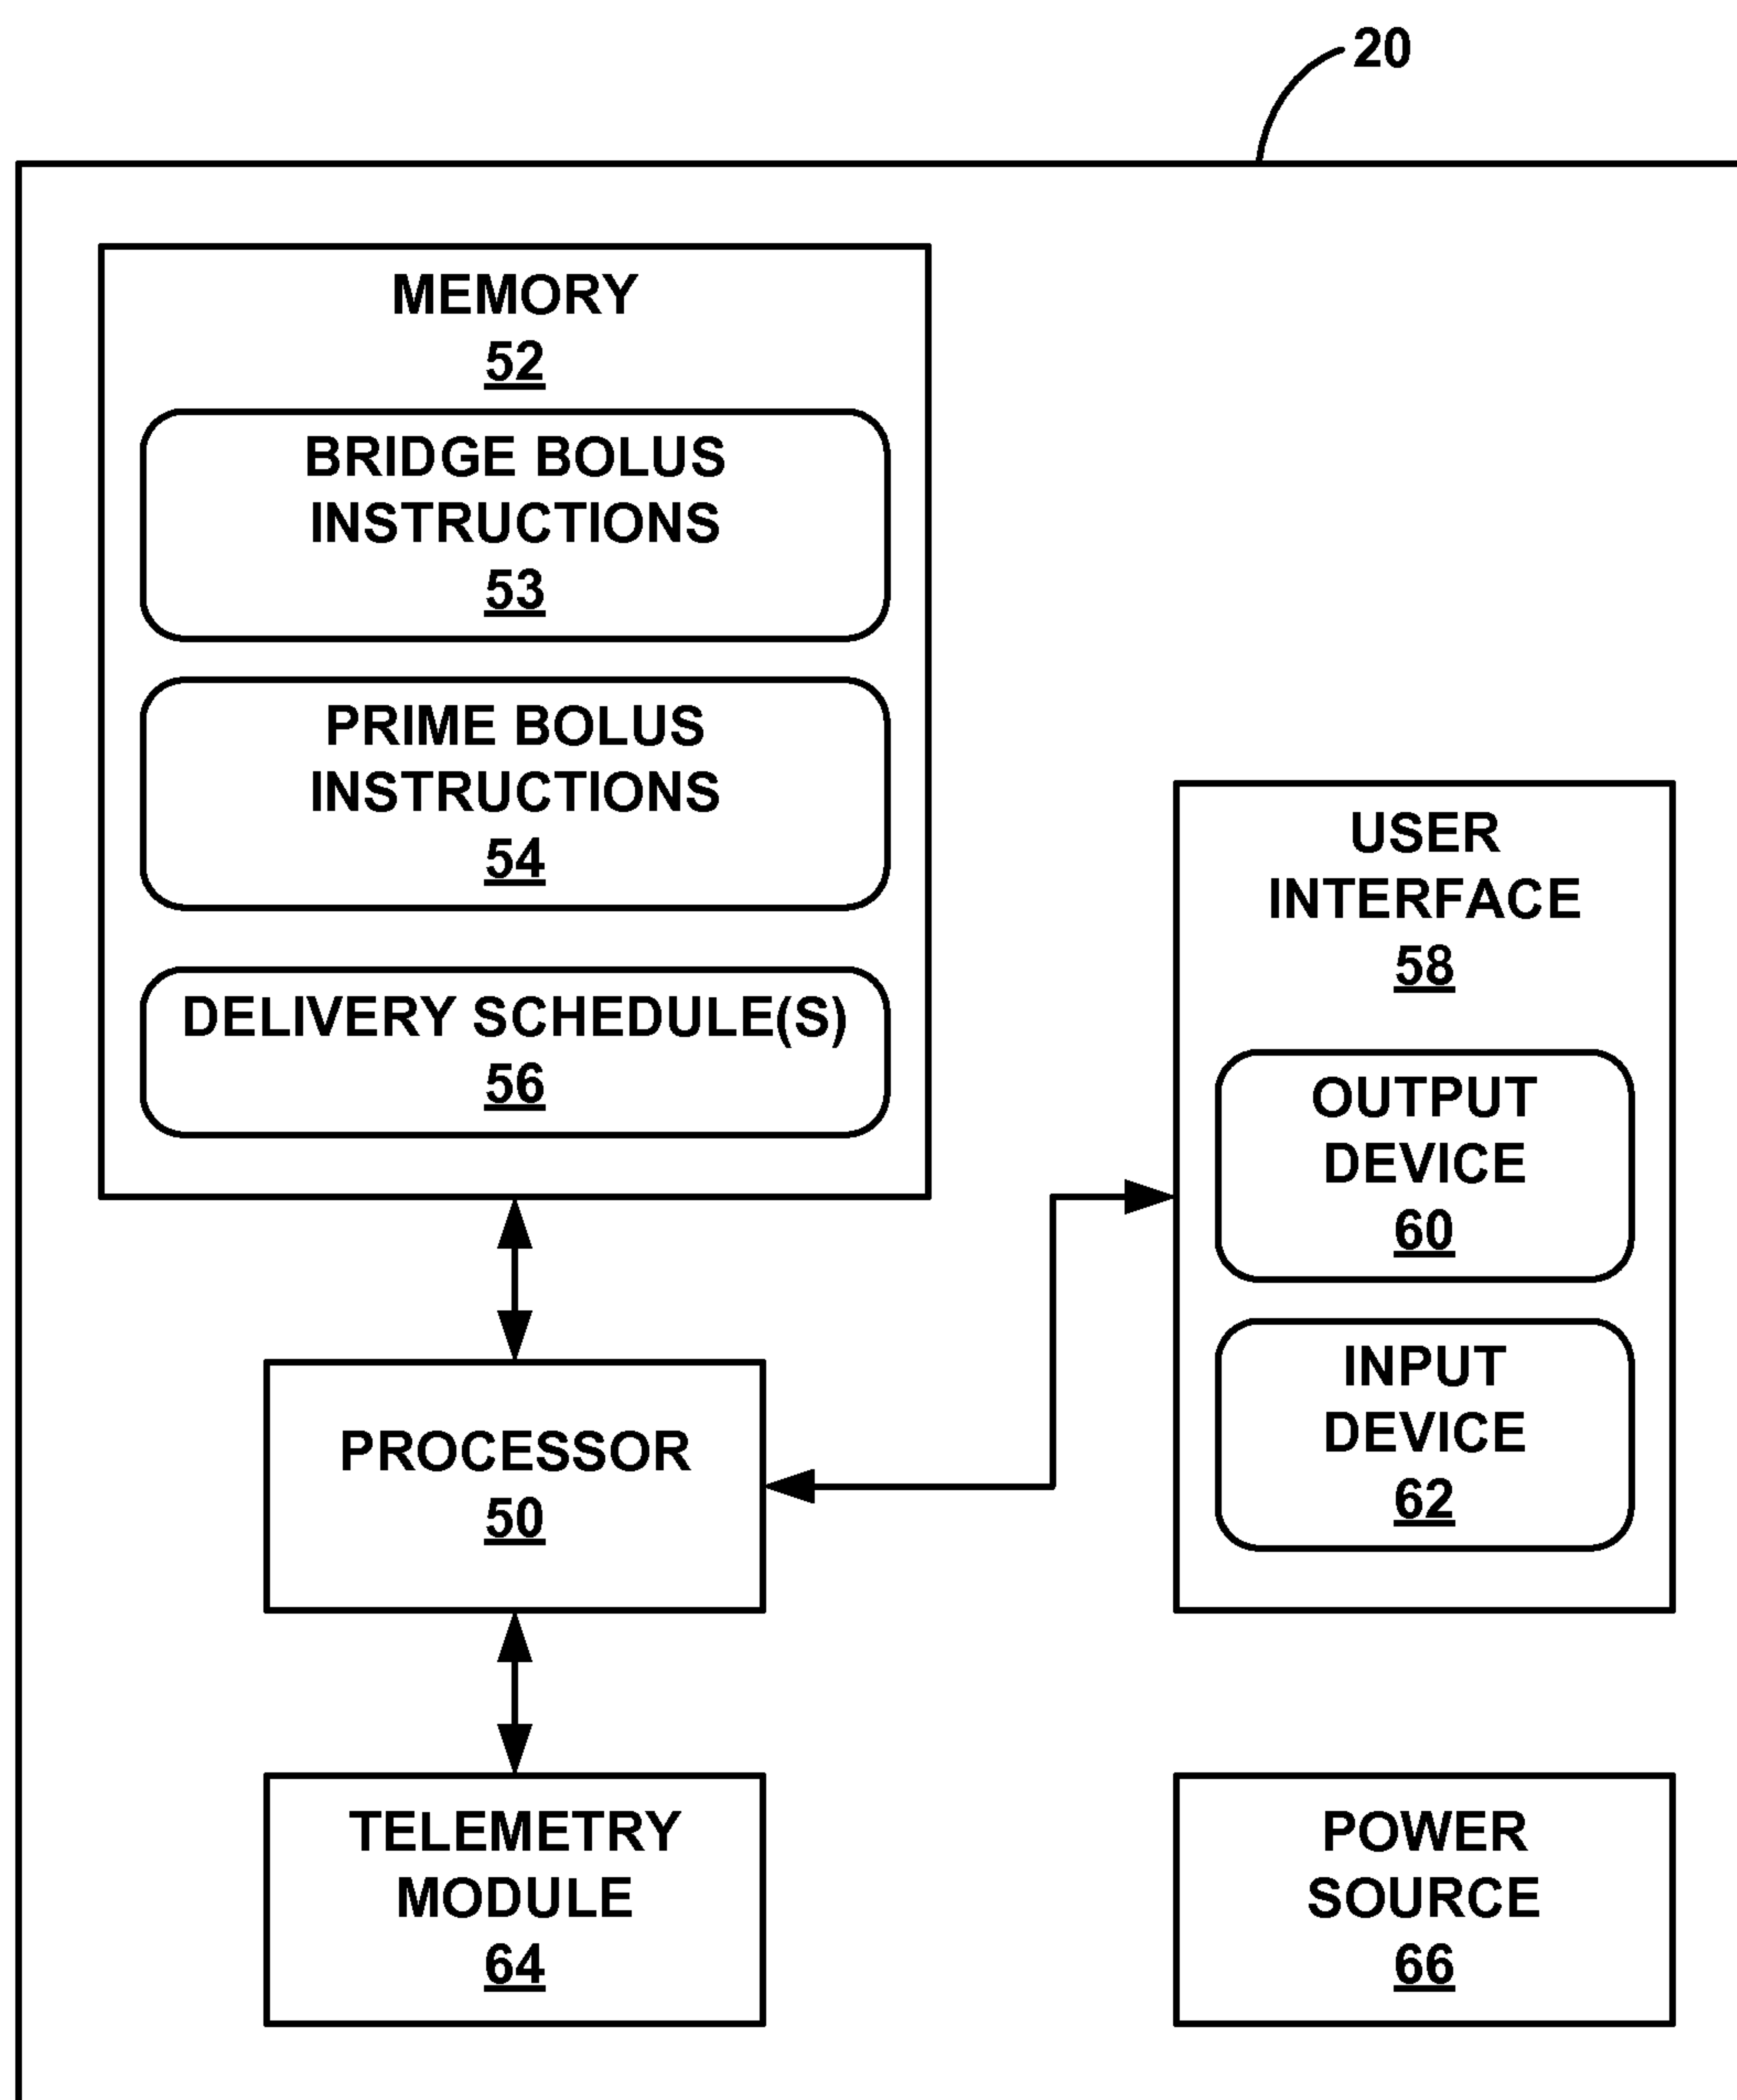 20
MEMORY
52
BRIDGE BOLUS
INSTRUCTIONS
53
PRIME BOLUS
INSTRUCTIONS
54
DELIVERY SCHEDULE(S)
56
USER
INTERFACE
58
OUTPUT
DEVICE
60
INPUT
DEVICE
62
PROCESSOR
50
TELEMETRY
MODULE
64
POWER
SOURCE
66